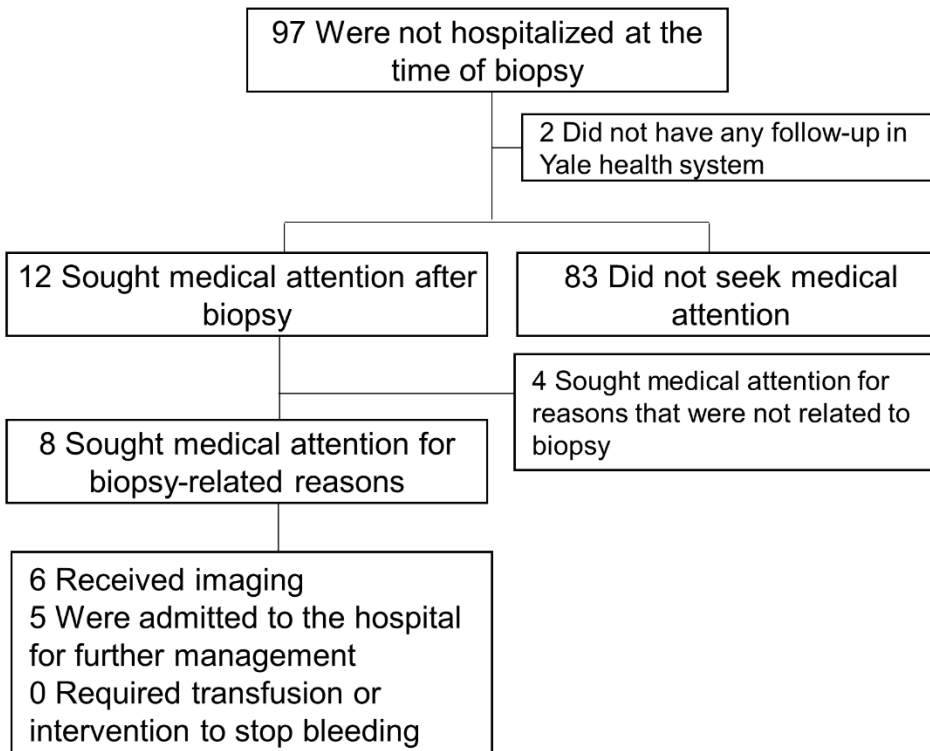 97 Were not hospitalized at the
time of biopsy
2 Did not have any follow-up in
Yale health system
12 Sought medical attention after
biopsy
83 Did not seek medical
attention
4 Sought medical attention for
reasons that were not related to
biopsy
8 Sought medical attention for
biopsy-related reasons
6 Received imaging
5 Were admitted to the hospital
for further management
0 Required transfusion or
intervention to stop bleeding